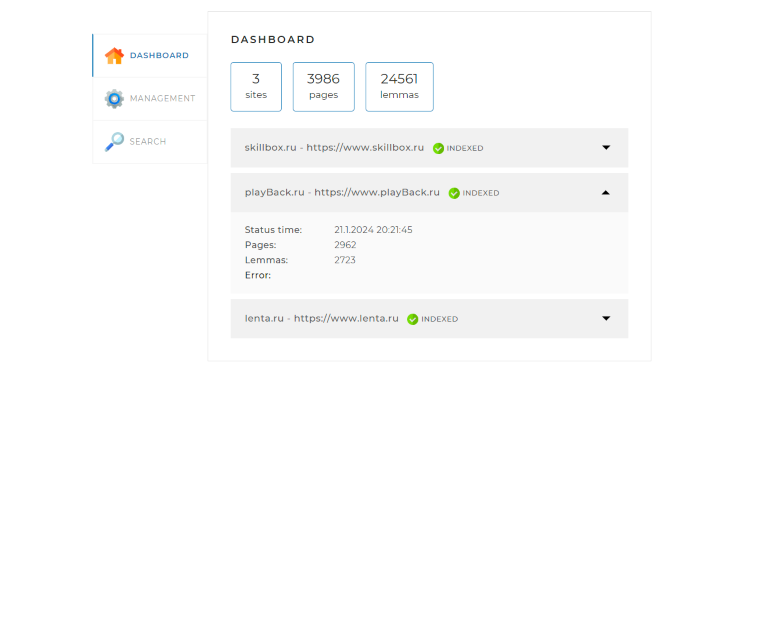 DASHBOARD
MANAGEMENT
SEARCH
DASHBOARD
3
sites
3986
pages
24561
lemmas
skillbox.ru - https://www.skillbox.ru INDEXED
playBack.ru - https://www.playBack.ru INDEXED
Status time: 21.1.2024 20:21:45
Pages: 2962
Lemmas: 2723
Error:
lenta.ru - https://www.lenta.ru INDEXED